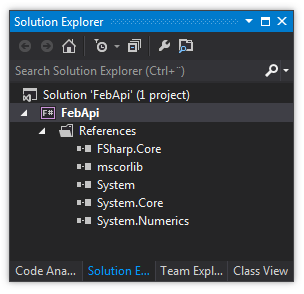 Solution Explorer
Search Solution Explorer (Ctrl+¨)
Solution 'FebApi' (1 project)
F# FebApi
References
FSharp.Core
mscorlib
System
System.Core
System.Numerics
Code Ana... Solution E... Team Expl... Class View